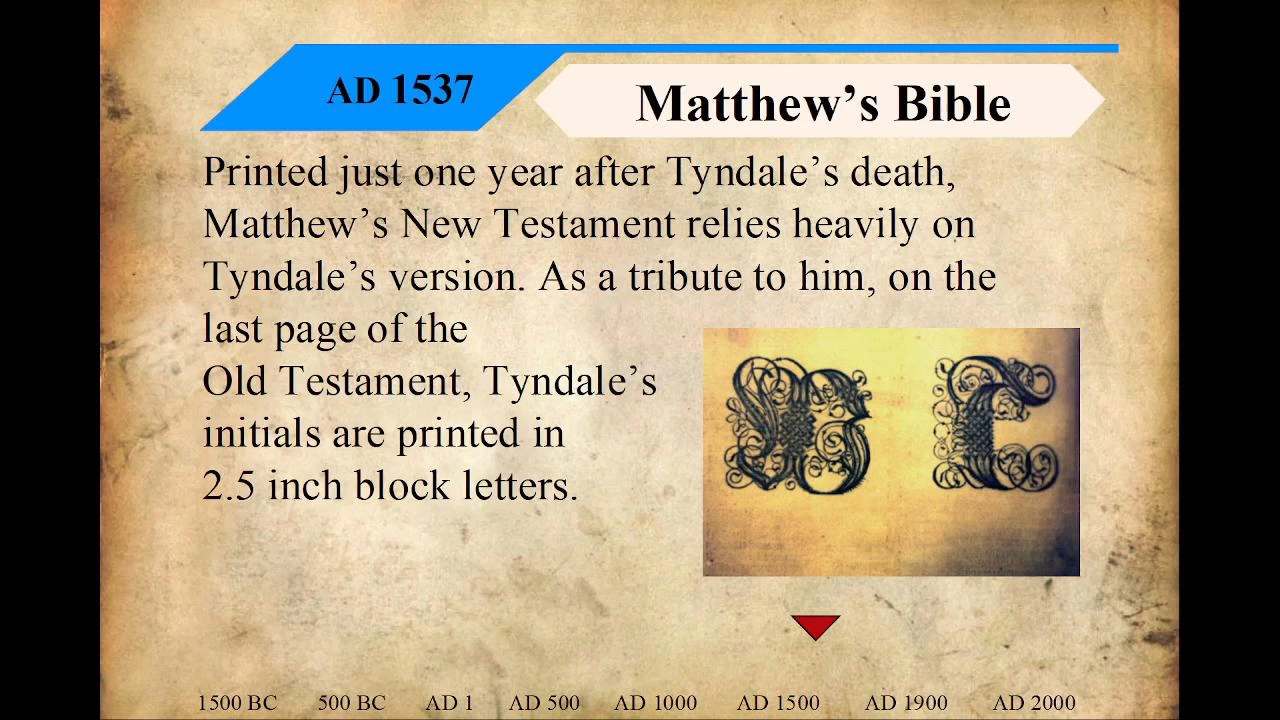 AD 1537
Matthew’s Bible
Printed just one year after Tyndale’s death,
Matthew’s New Testament relies heavily on
Tyndale’s version. As a tribute to him, on the
last page of the
Old Testament, Tyndale’s
initials are printed in
2.5 inch block letters.
1500 BC 500 BC AD 1 AD 500 AD 1000 AD 1500 AD 1900 AD 2000